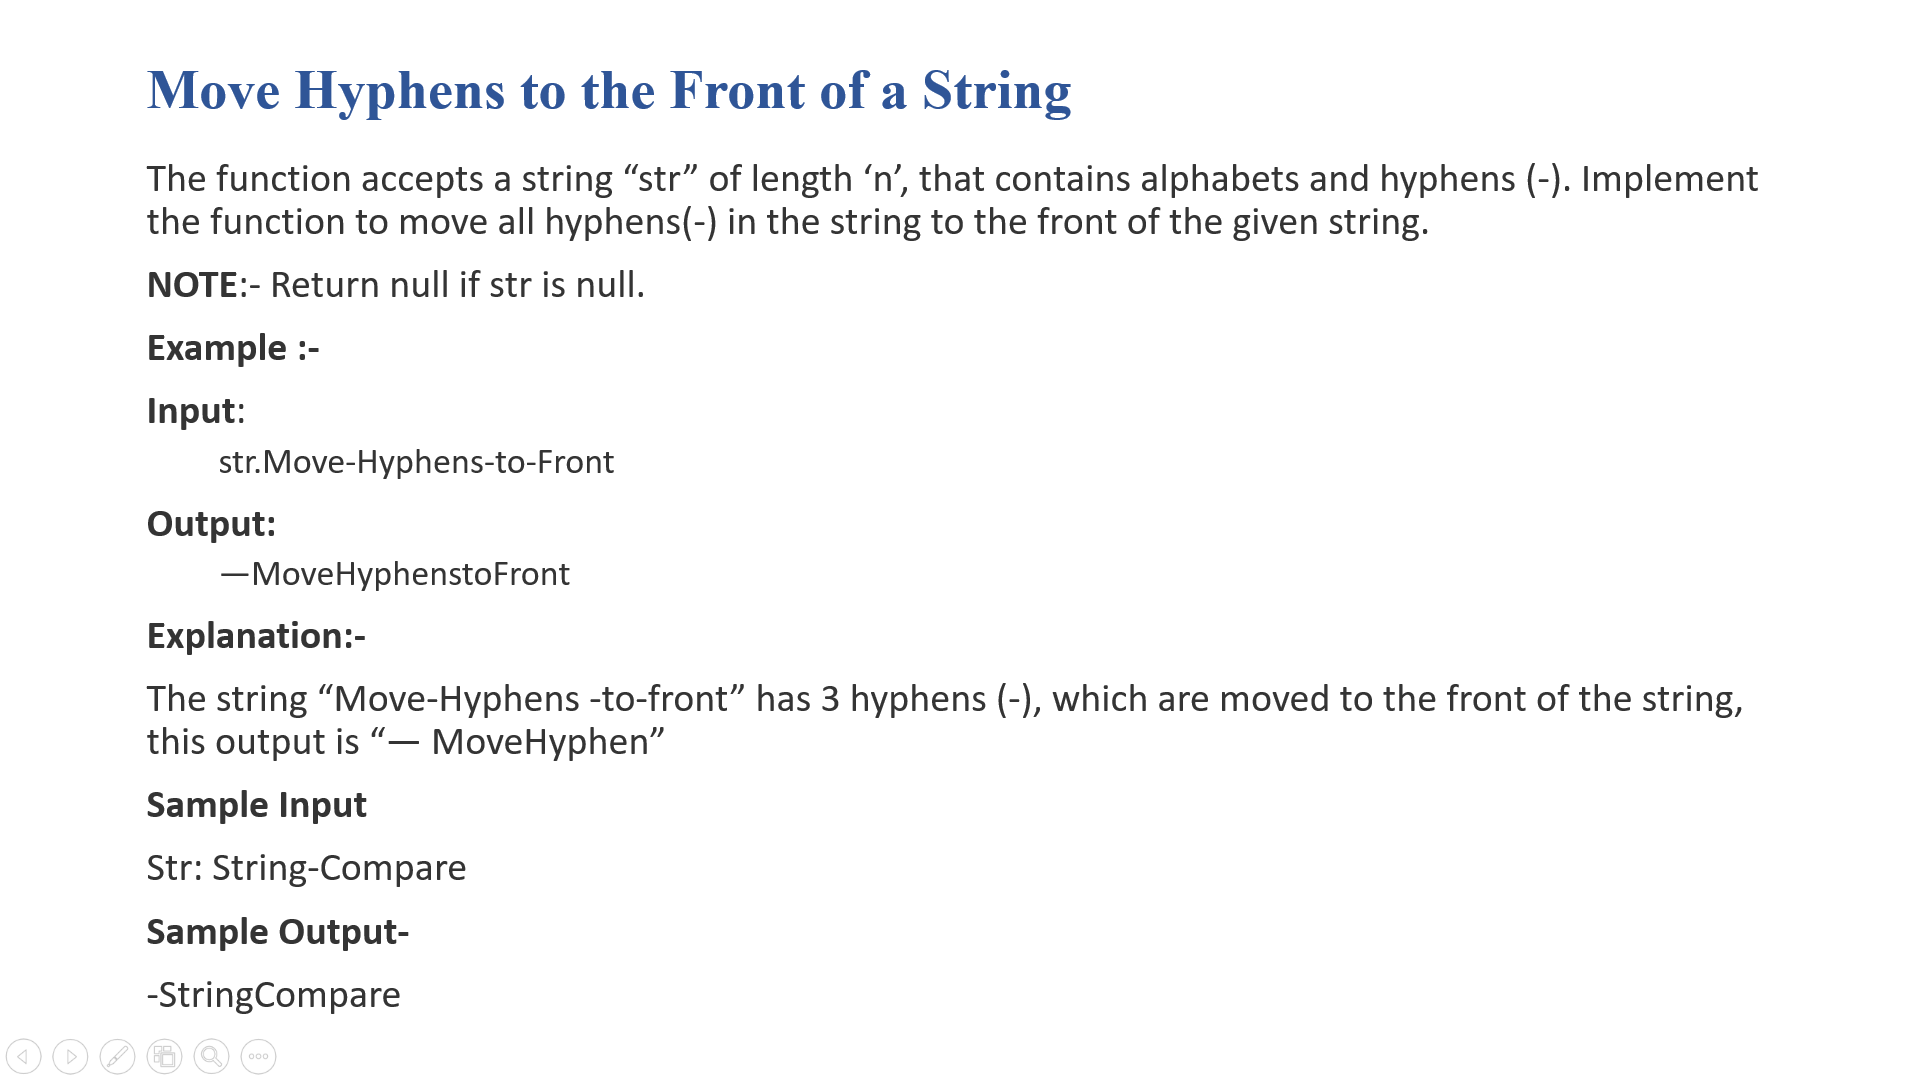 Move Hyphens to the Front of a String
The function accepts a string “str” of length ‘n’, that contains alphabets and hyphens (-). Implement
the function to move all hyphens(-) in the string to the front of the given string.
NOTE:- Return null if str is null.
Example :-
Input:
str.Move-Hyphens-to-Front
Output:
—MoveHyphenstoFront
Explanation:-
The string “Move-Hyphens -to-front” has 3 hyphens (-), which are moved to the front of the string,
this output is “— MoveHyphen”
Sample Input
Str: String-Compare
Sample Output-
-StringCompare